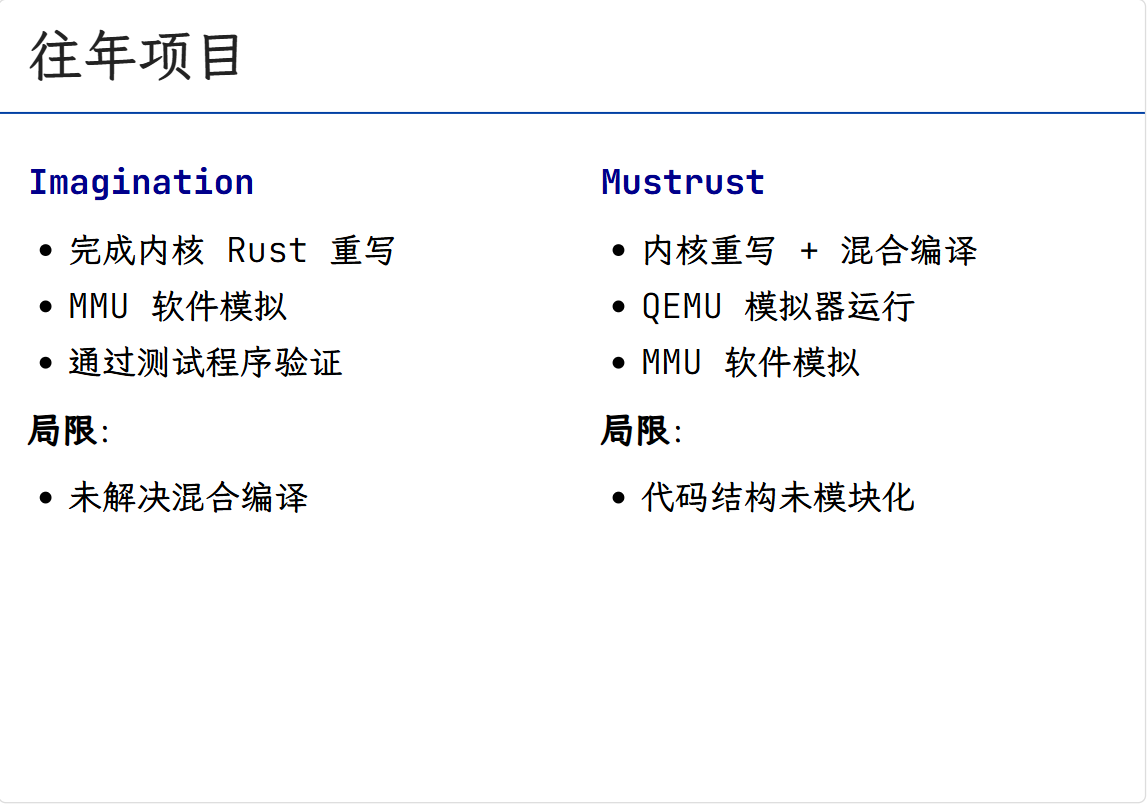 往年项目
Imagination
• 完成内核 Rust 重写
• MMU 软件模拟
• 通过测试程序验证
局限:
• 未解决混合编译
Mustrust
• 内核重写 + 混合编译
• QEMU 模拟器运行
• MMU 软件模拟
局限:
• 代码结构未模块化